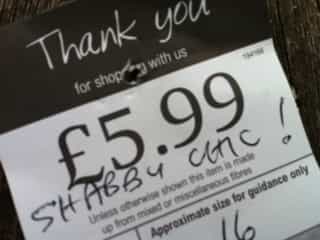 Thank you
for shopping with us
194166
£5.99
SHABBY CHIC !
Unless otherwise shown this item is made
up from mixed or miscellaneous fibres
Approximate size for guidance only
16